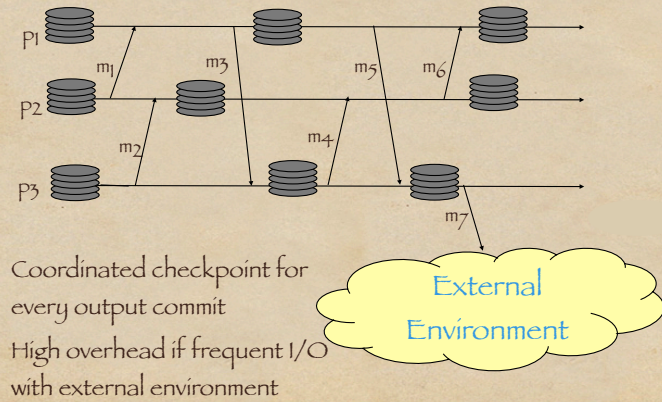 P1
m1
m3
m5
m6
P2
m2
m4
P3
m7
Coordinated checkpoint for
every output commit
High overhead if frequent I/O
with external environment
External
Environment